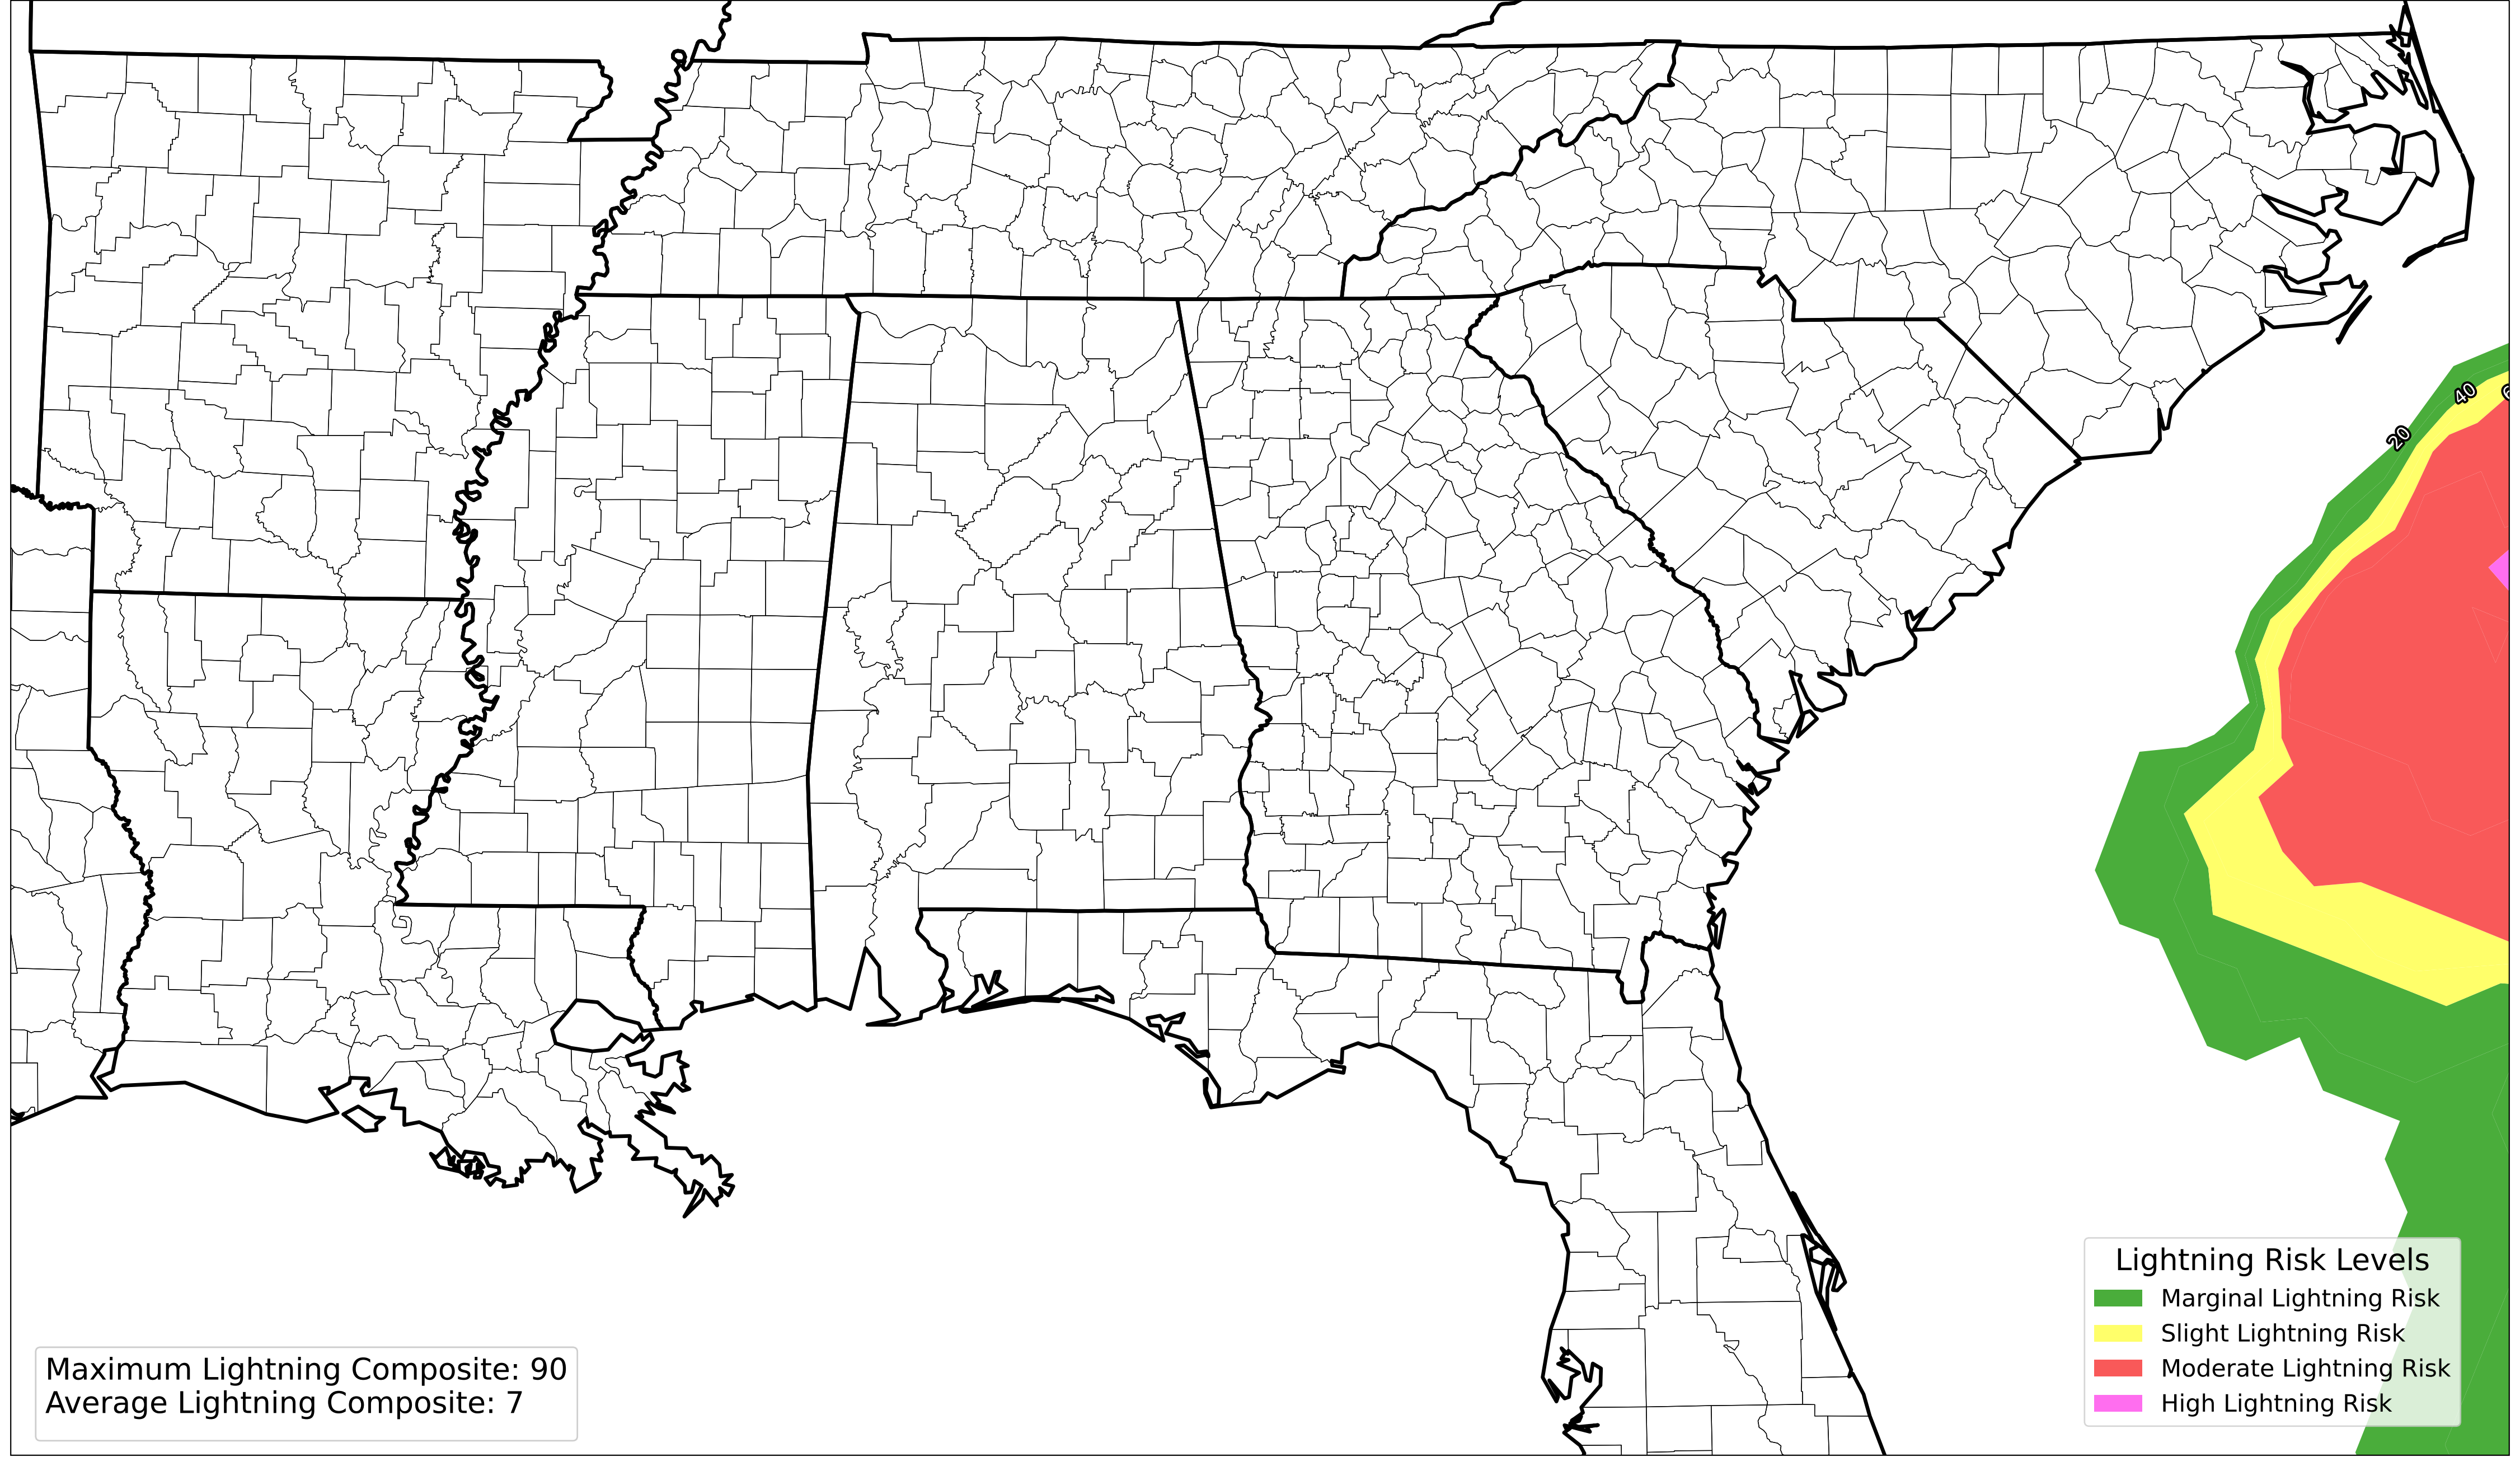 40
20
Lightning Risk Levels
Marginal Lightning Risk
Slight Lightning Risk
Moderate Lightning Risk
High Lightning Risk
Maximum Lightning Composite: 90
Average Lightning Composite: 7